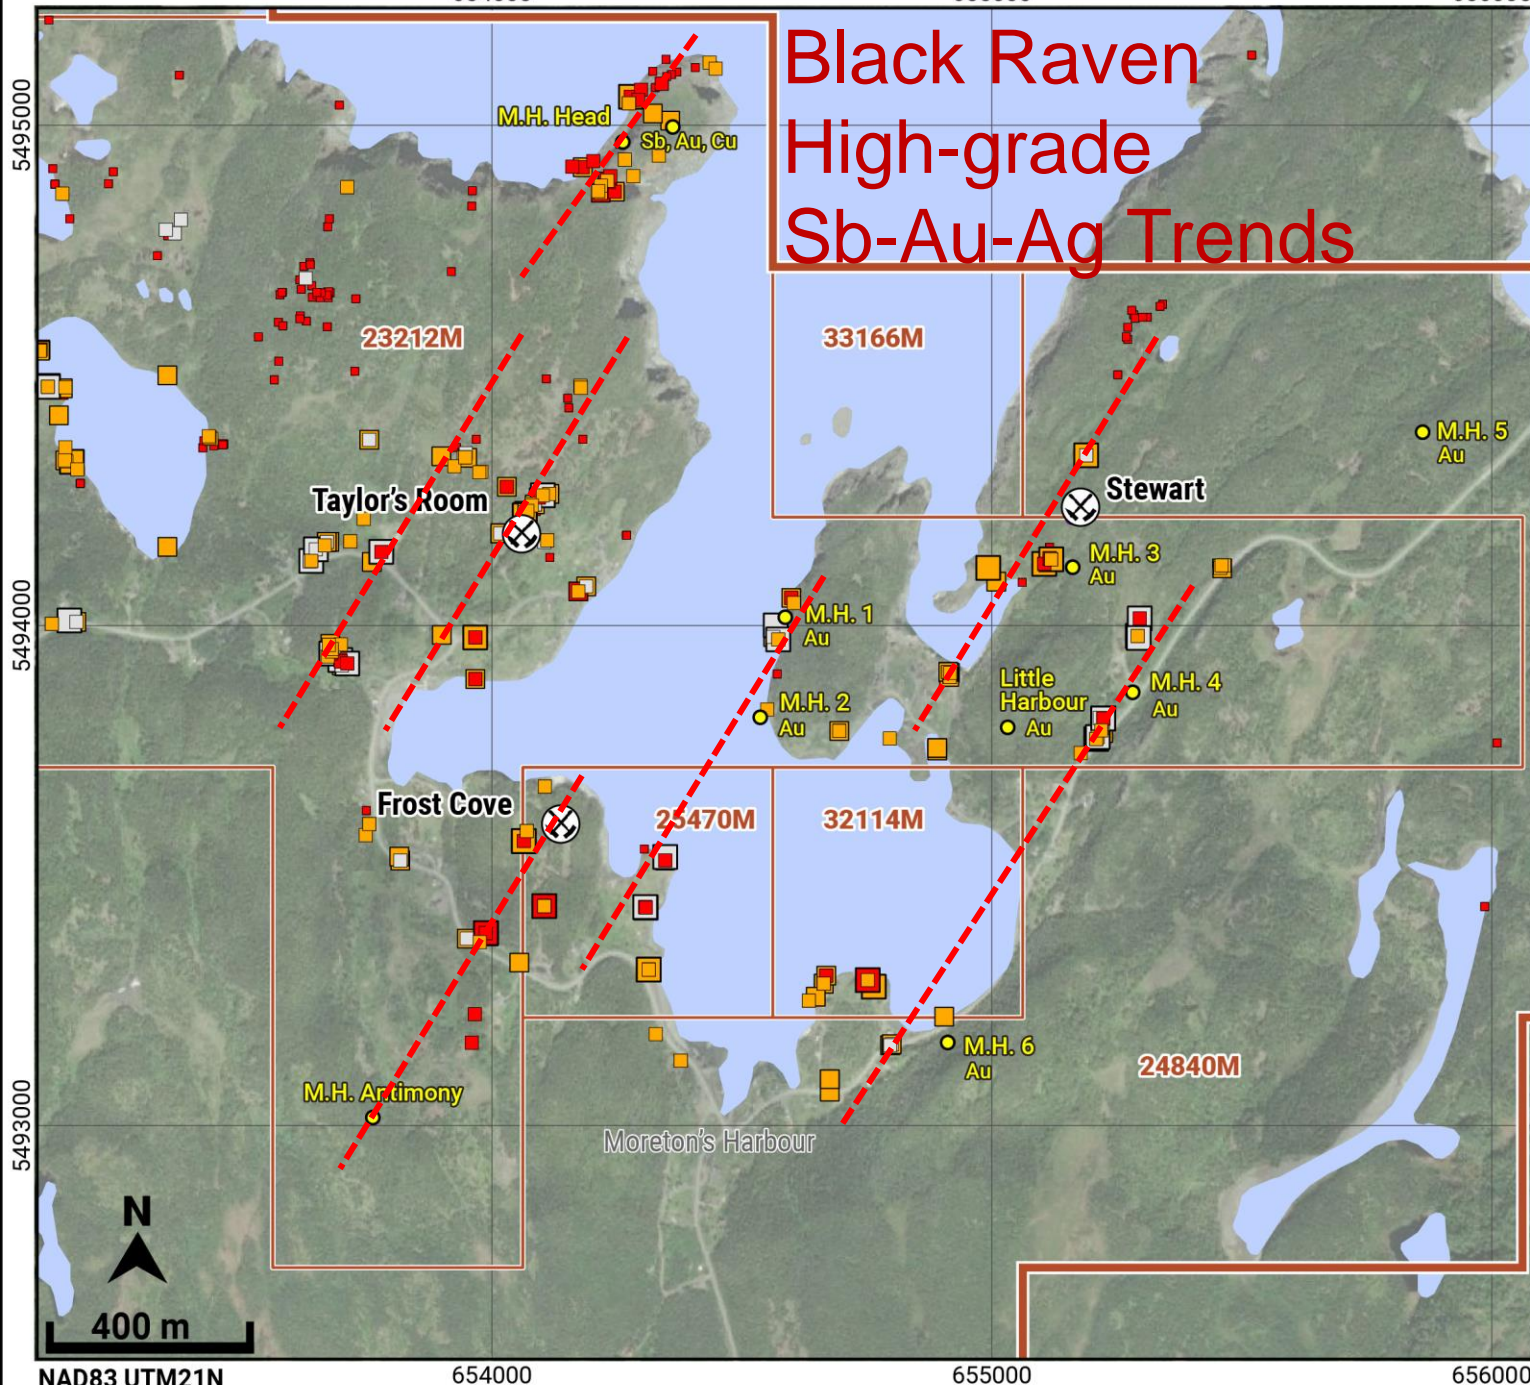 Black Raven
High-grade
Sb-Au-Ag Trends
5495000
M.H. Head
Sb, Au, Cu
23212M
33166M
M.H. 5
Au
Taylor's Room
Stewart
M.H. 3
Au
5494000
M.H. 1
Au
M.H. 2
Au
Little
Harbour
Au
M.H. 4
Au
Frost Cove
25470M
32114M
M.H. 6
Au
24840M
M.H. Antimony
5493000
Moreton's Harbour
N
400 m
NAD83 UTM21N
654000
655000
656000